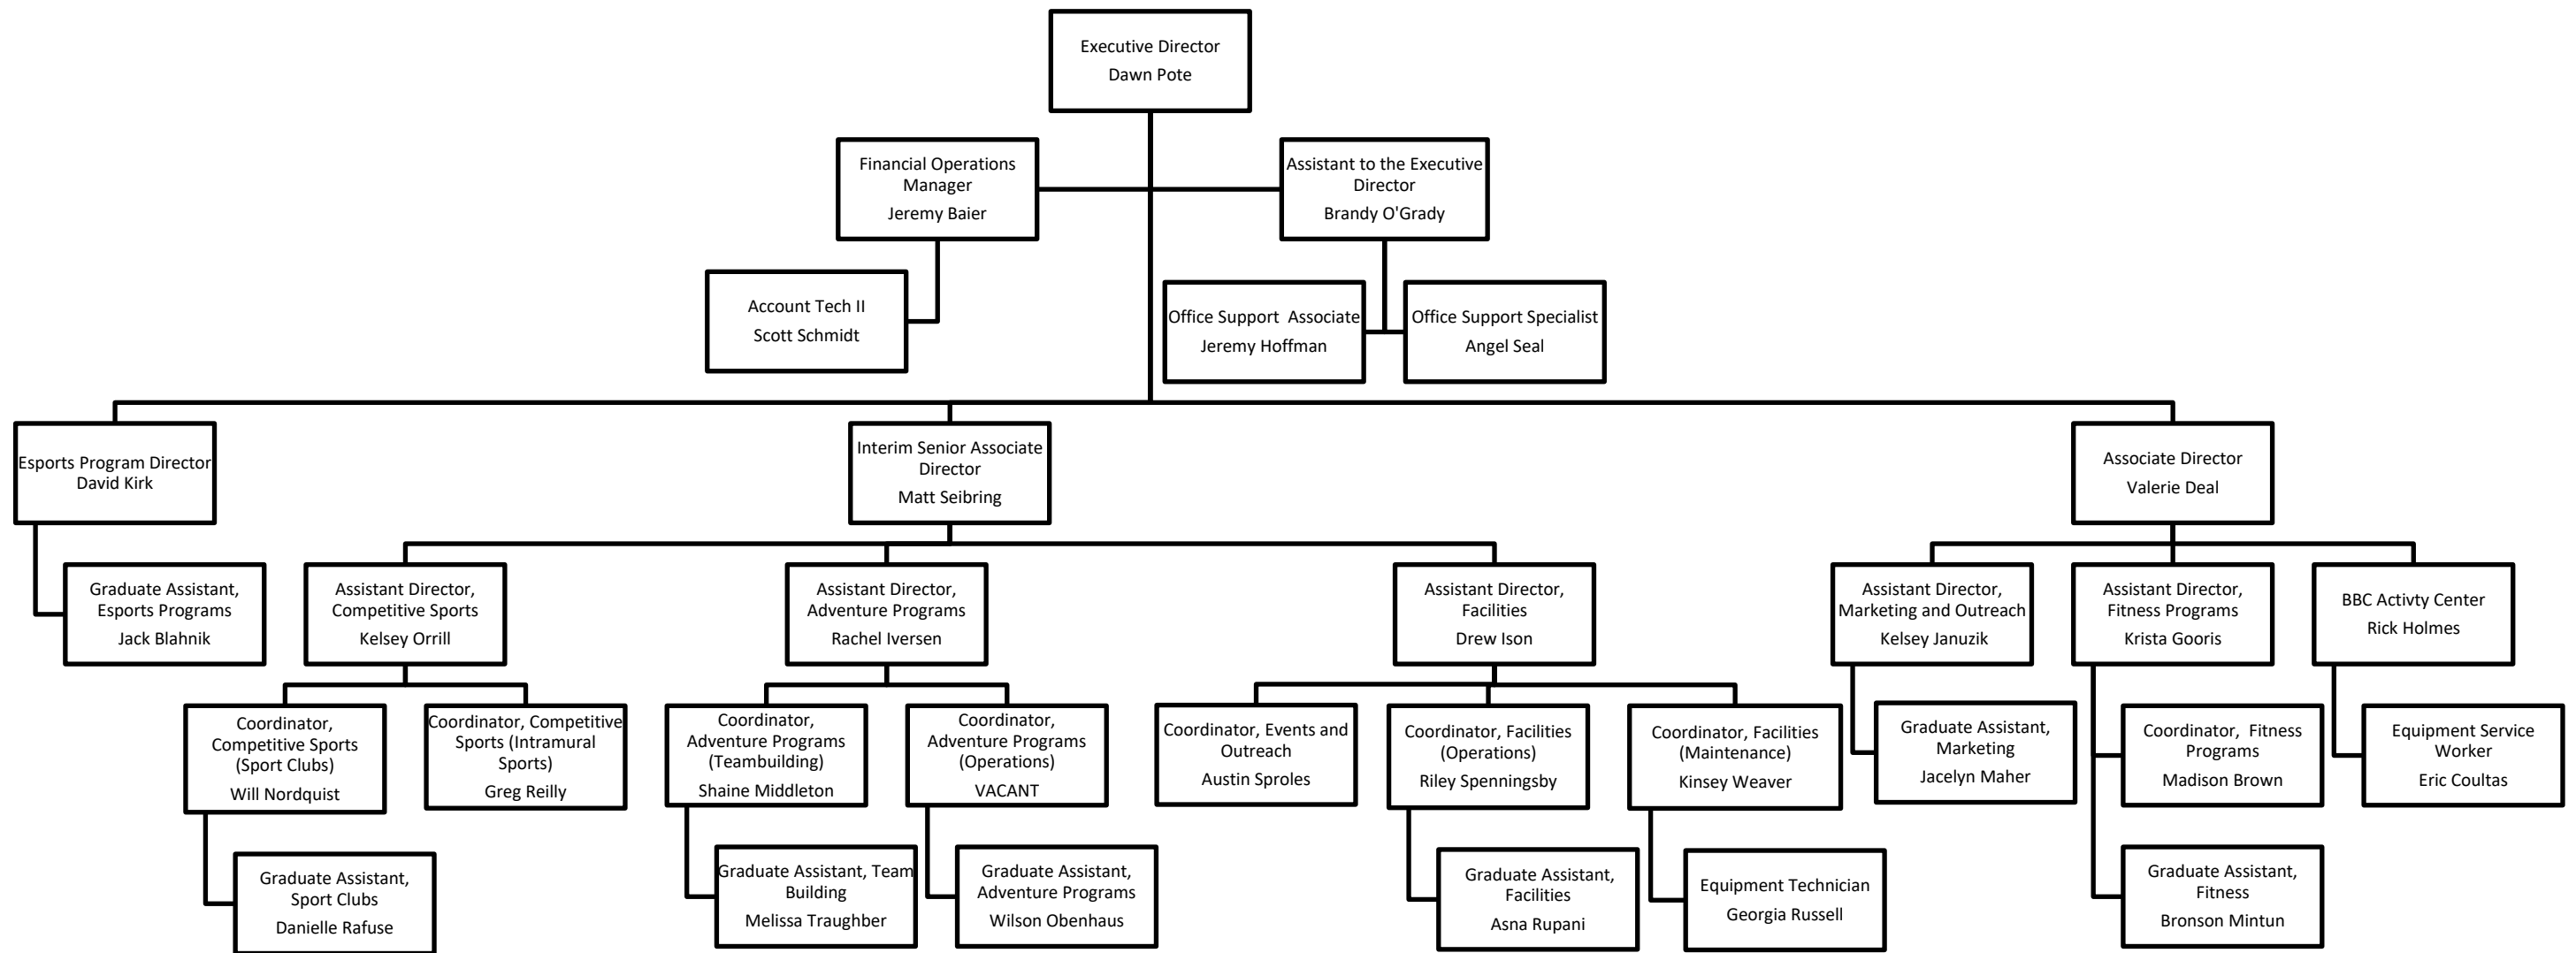 Executive Director
Dawn Pote
Financial Operations
Manager
Jeremy Baier
Assistant to the Executive
Director
Brandy O'Grady
Account Tech II
Scott Schmidt
Office Support  Associate
Jeremy Hoffman
Office Support Specialist
Angel Seal
Esports Program Director
David Kirk
Interim Senior Associate
Director
Matt Seibring
Associate Director
Valerie Deal
Graduate Assistant,
Esports Programs
Jack Blahnik
Assistant Director,
Competitive Sports
Kelsey Orrill
Assistant Director,
Adventure Programs
Rachel Iversen
Assistant Director,
Facilities
Drew Ison
Assistant Director,
Marketing and Outreach
Kelsey Januzik
Assistant Director,
Fitness Programs
Krista Gooris
BBC Activty Center
Rick Holmes
Coordinator,
Competitive Sports
(Sport Clubs)
Will Nordquist
Coordinator, Competitive
Sports (Intramural
Sports)
Greg Reilly
Coordinator,
Adventure Programs
(Teambuilding)
Shaine Middleton
Coordinator,
Adventure Programs
(Operations)
VACANT
Coordinator, Events and
Outreach
Austin Sproles
Coordinator, Facilities
(Operations)
Riley Spenningsby
Coordinator, Facilities
(Maintenance)
Kinsey Weaver
Graduate Assistant,
Marketing
Jacelyn Maher
Coordinator,  Fitness
Programs
Madison Brown
Equipment Service
Worker
Eric Coultas
Graduate Assistant,
Sport Clubs
Danielle Rafuse
Graduate Assistant, Team
Building
Melissa Traughber
Graduate Assistant,
Adventure Programs
Wilson Obenhaus
Graduate Assistant,
Facilities
Asna Rupani
Equipment Technician
Georgia Russell
Graduate Assistant,
Fitness
Bronson Mintun